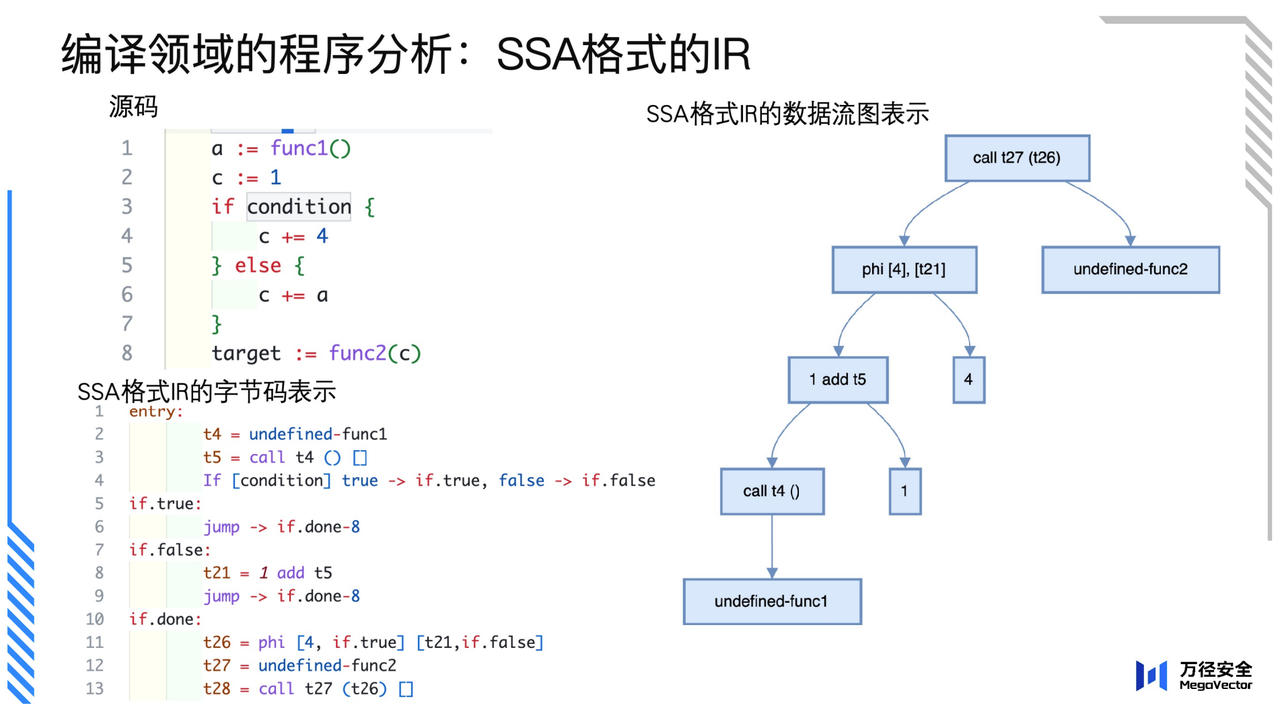 编译领域的程序分析：SSA格式的IR
源码
1 a := func1()
2 c := 1
3 if condition {
4 c += 4
5 } else {
6 c += a
7 }
8 target := func2(c)
SSA格式IR的字节码表示
1 entry:
2 t4 = undefined-func1
3 t5 = call t4 () []
4 If [condition] true -> if.true, false -> if.false
5 if.true:
6 jump -> if.done-8
7 if.false:
8 t21 = 1 add t5
9 jump -> if.done-8
10 if.done:
11 t26 = phi [4, if.true] [t21,if.false]
12 t27 = undefined-func2
13 t28 = call t27 (t26) []
SSA格式IR的数据流图表示
call t27 (t26)
phi [4], [t21]
undefined-func2
1 add t5
4
call t4 ()
1
undefined-func1
万径安全
MegaVector